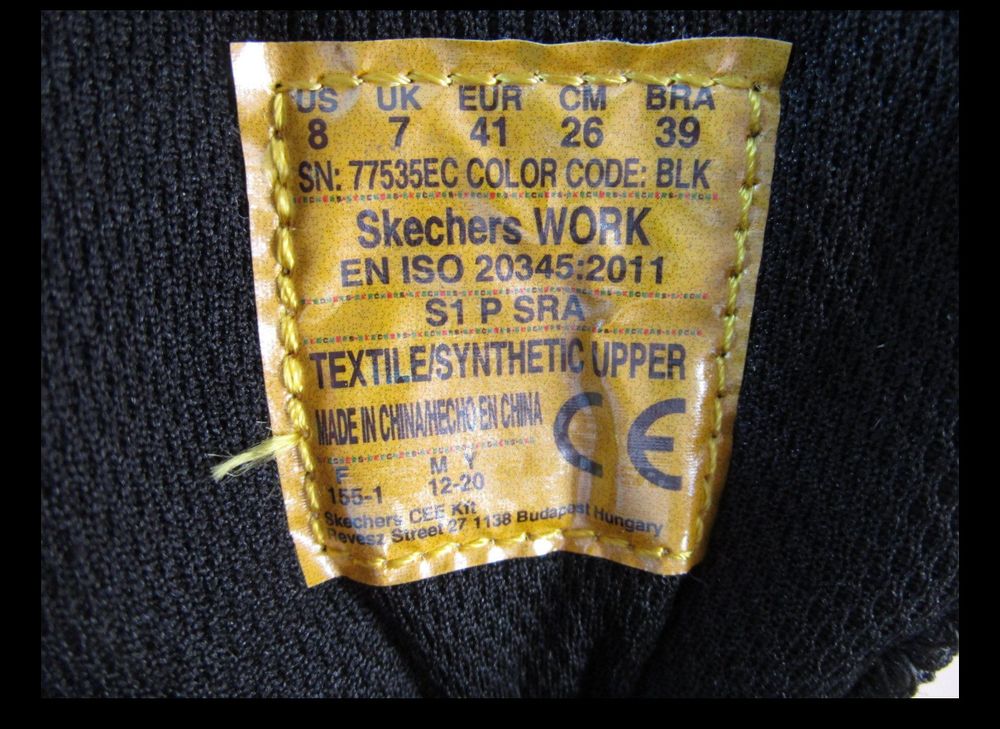 US UK EUR CM BRA
8 7 41 26 39
SN: 77535EC COLOR CODE: BLK
Skechers WORK
EN ISO 20345:2011
S1 P SRA
TEXTILE/SYNTHETIC UPPER
MADE IN CHINA/HECHO EN CHINA
CE
F M Y
155-1 12-20
Skechers CEE Kft
Revesz Street 27 1138 Budapest Hungary